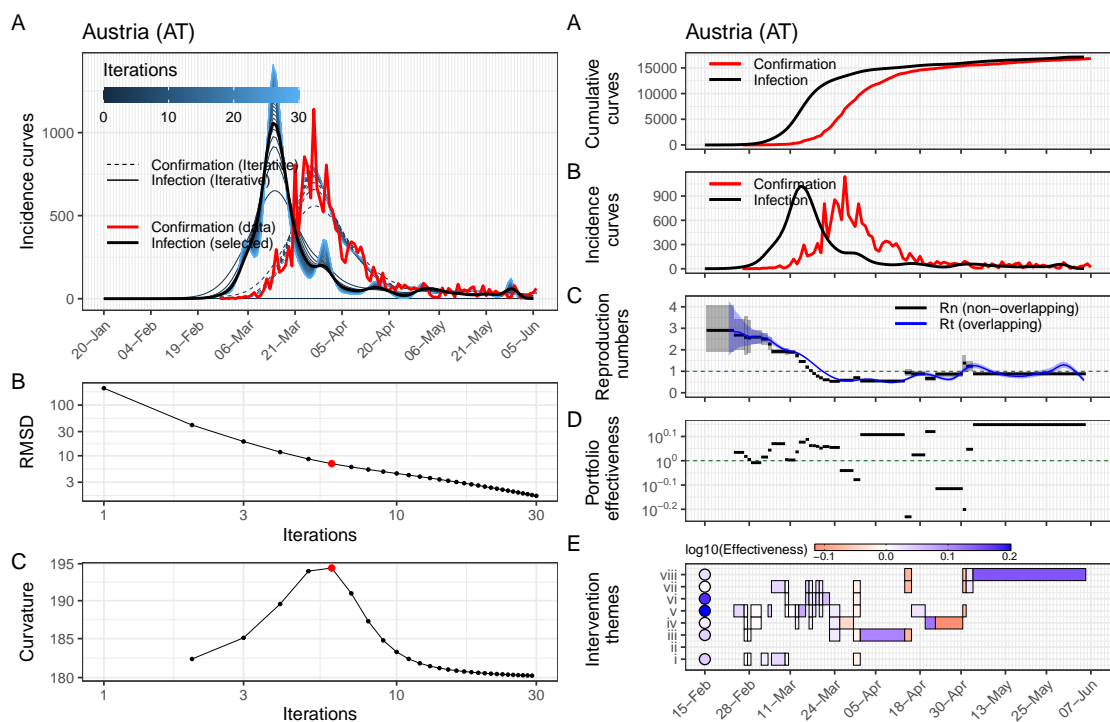 A
Austria (AT)
Iterations
0 10 20 30
Confirmation (Iterative)
Infection (Iterative)
Confirmation (data)
Infection (selected)
Incidence curves
1000
500
0
20−Jan 04−Feb 19−Feb 06−Mar 21−Mar 05−Apr 20−Apr 06−May 21−May 05−Jun
B
RMSD
100
30
10
3
1 3 10 30
Iterations
C
Curvature
195
190
185
180
1 3 10 30
Iterations
A
Austria (AT)
Confirmation
Infection
Cumulative
curves
15000
10000
5000
0
B
Confirmation
Infection
Incidence
curves
900
600
300
0
C
Rn (non−overlapping)
Rt (overlapping)
Reproduction
numbers
4
3
2
1
0
D
Portfolio
effectiveness
10^0.1
10^0
10^−0.1
10^−0.2
E
log10(Effectiveness)
−0.1 0.0 0.1 0.2
Intervention
themes
viii
vii
vi
v
iv
iii
ii
i
15−Feb 28−Feb 11−Mar 24−Mar 05−Apr 18−Apr 30−Apr 13−May 25−May 07−Jun